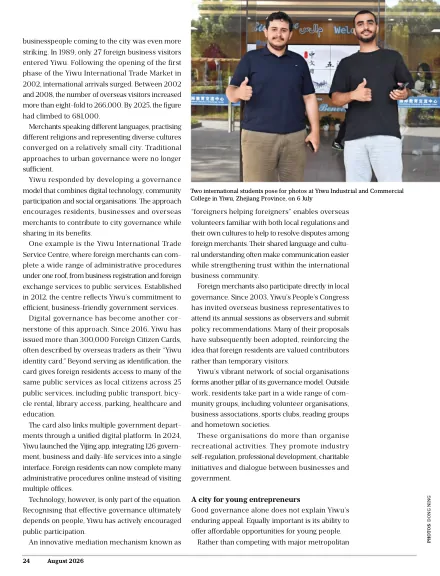 businesspeople coming to the city was even more
striking. In 1989, only 27 foreign business visitors
entered Yiwu. Following the opening of the first
phase of the Yiwu International Trade Market in
2002, international arrivals surged. Between 2002
and 2008, the number of overseas visitors increased
more than eight-fold to 266,000. By 2025, the figure
had climbed to 681,000.
Merchants speaking different languages, practising
different religions and representing diverse cultures
converged on a relatively small city. Traditional
approaches to urban governance were no longer
sufficient.
Yiwu responded by developing a governance
model that combines digital technology, community
participation and social organisations. The approach
encourages residents, businesses and overseas
merchants to contribute to city governance while
sharing in its benefits.
One example is the Yiwu International Trade
Service Centre, where foreign merchants can com-
plete a wide range of administrative procedures
under one roof, from business registration and foreign
exchange services to public services. Established
in 2012, the centre reflects Yiwu's commitment to
efficient, business-friendly government services.
Digital governance has become another cor-
nerstone of this approach. Since 2016, Yiwu has
issued more than 300,000 Foreign Citizen Cards,
often described by overseas traders as their "Yiwu
identity card." Beyond serving as identification, the
card gives foreign residents access to many of the
same public services as local citizens across 25
public services, including public transport, bicy-
cle rental, library access, parking, healthcare and
education.
The card also links multiple government depart-
ments through a unified digital platform. In 2024,
Yiwu launched the Yijing app, integrating 126 govern-
ment, business and daily-life services into a single
interface. Foreign residents can now complete many
administrative procedures online instead of visiting
multiple offices.
Technology, however, is only part of the equation.
Recognising that effective governance ultimately
depends on people, Yiwu has actively encouraged
public participation.
An innovative mediation mechanism known as
Two international students pose for photos at Yiwu Industrial and Commercial
College in Yiwu, Zhejiang Province, on 6 July
"foreigners helping foreigners" enables overseas
volunteers familiar with both local regulations and
their own cultures to help to resolve disputes among
foreign merchants. Their shared language and cultu-
ral understanding often make communication easier
while strengthening trust within the international
business community.
Foreign merchants also participate directly in local
governance. Since 2003, Yiwu's People's Congress
has invited overseas business representatives to
attend its annual sessions as observers and submit
policy recommendations. Many of their proposals
have subsequently been adopted, reinforcing the
idea that foreign residents are valued contributors
rather than temporary visitors.
Yiwu's vibrant network of social organisations
forms another pillar of its governance model. Outside
work, residents take part in a wide range of com-
munity groups, including volunteer organisations,
business associations, sports clubs, reading groups
and hometown societies.
These organisations do more than organise
recreational activities. They promote industry
self-regulation, professional development, charitable
initiatives and dialogue between businesses and
government.
A city for young entrepreneurs
Good governance alone does not explain Yiwu's
enduring appeal. Equally important is its ability to
offer affordable opportunities for young people.
Rather than competing with major metropolitan
24 August 2026